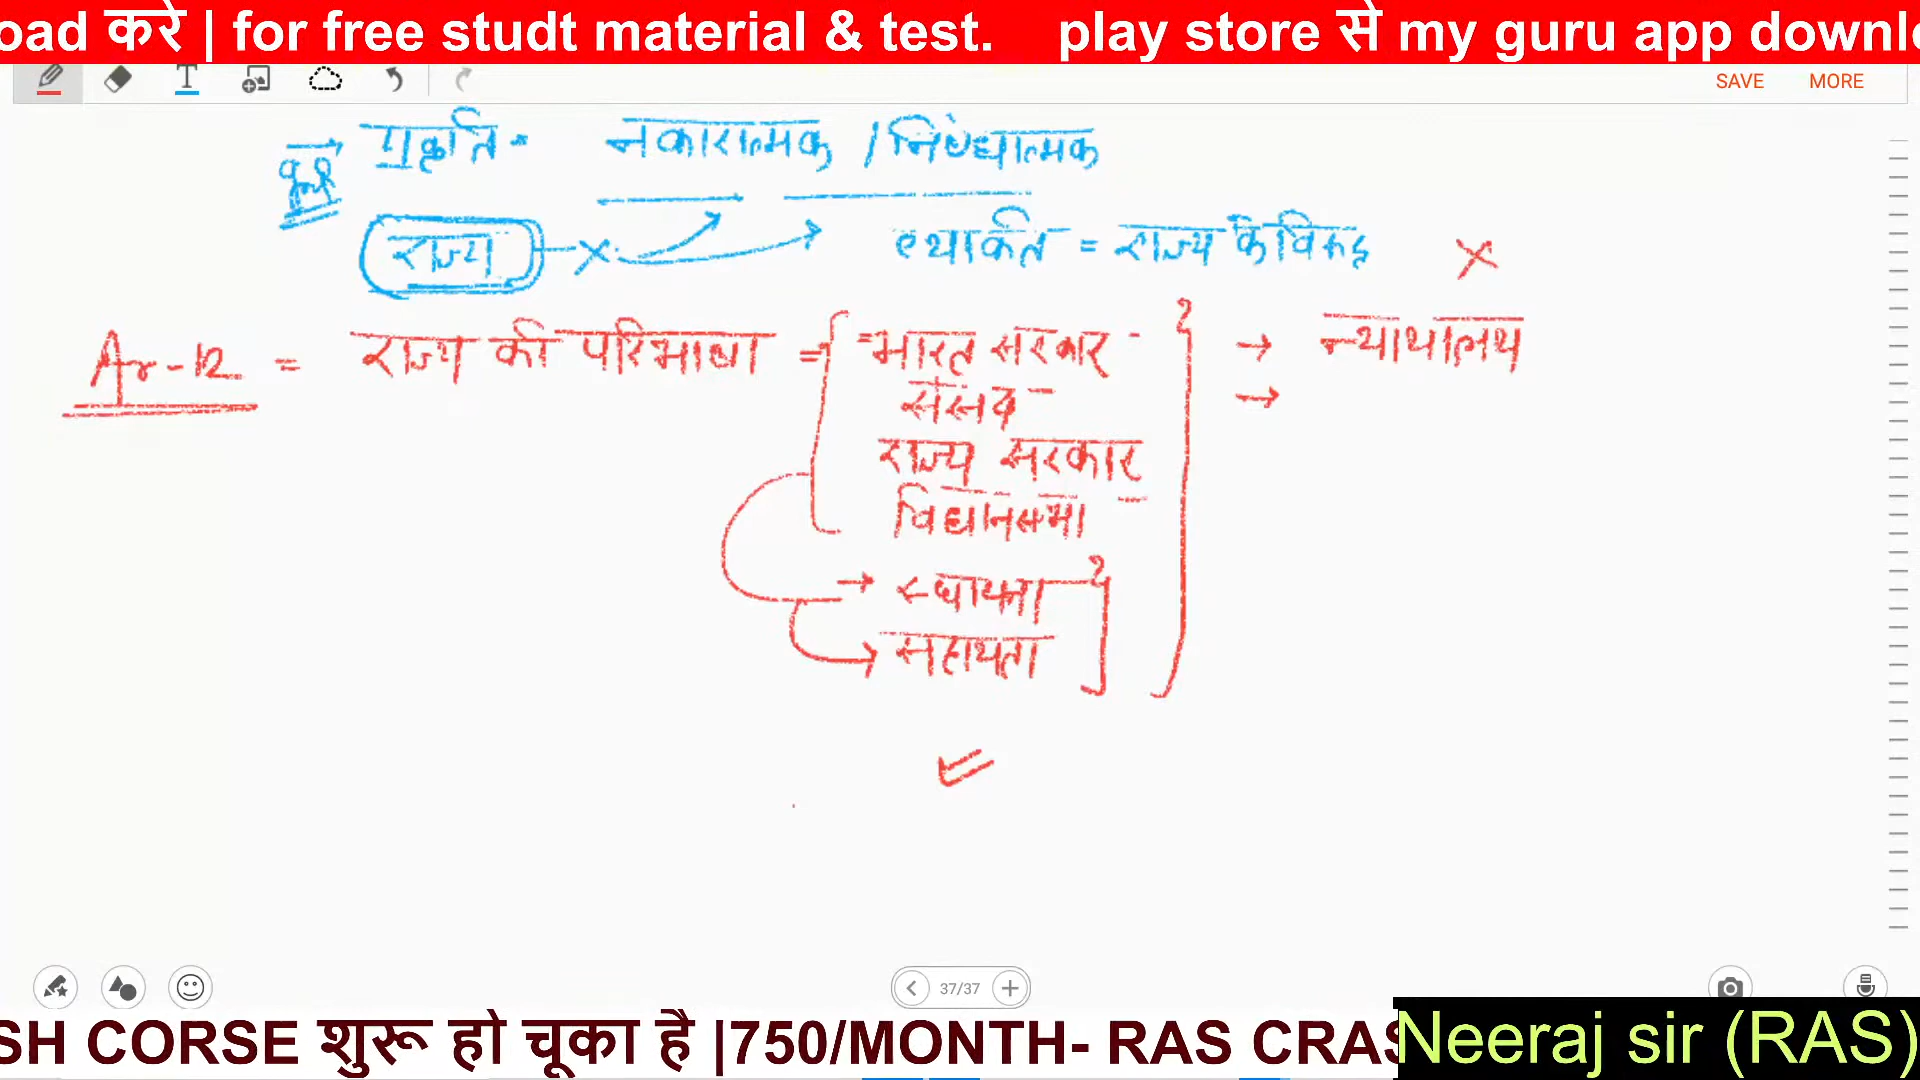 oad करे | for free studt material & test. play store से my guru app downlo
T SAVE MORE
प्रकृति - नकारात्मक / निषेधात्मक
राज्य
व्यक्ति = राज्य के विरुद्ध
Ar-12 = राज्य की परिभाषा = भारत सरकार → न्यायालय
संसद →
राज्य सरकार
विधानसभा
→ स्थापना
→ सहायता
37/37
SH CORSE शुरू हो चूका है |750/MONTH- RAS CRAS
Neeraj sir (RAS)